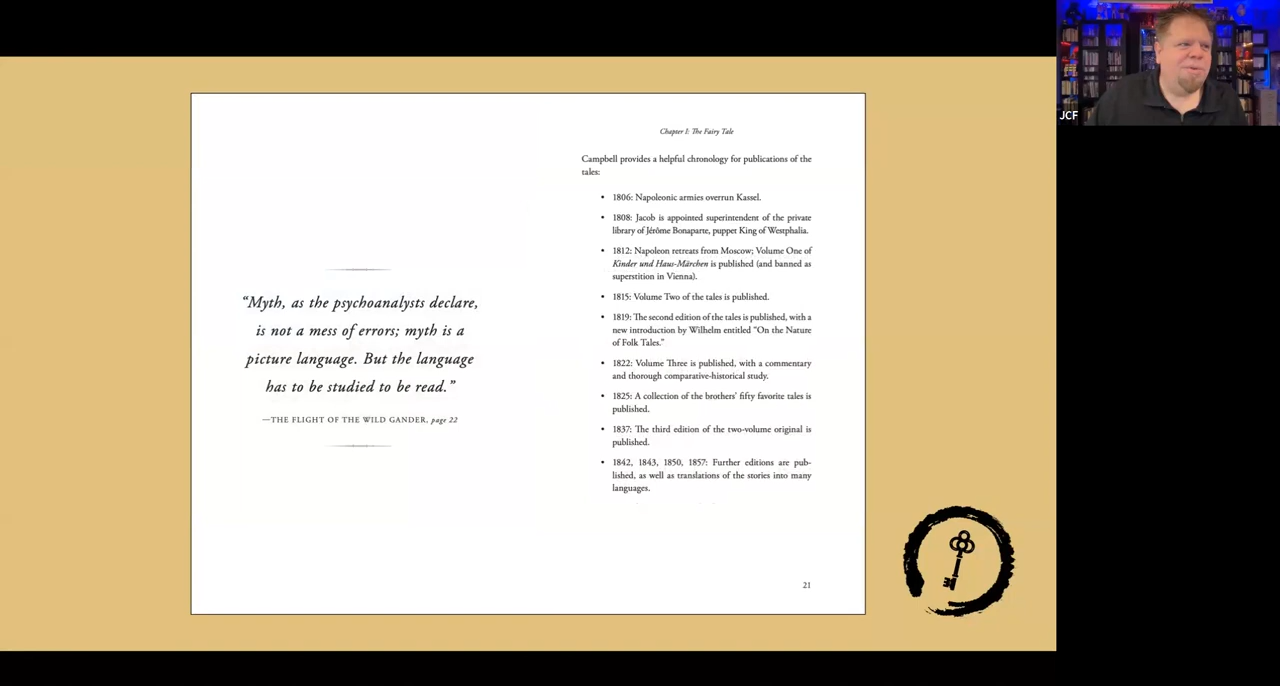 “Myth, as the psychoanalysts declare,
is not a mess of errors; myth is a
picture language. But the language
has to be studied to be read.”
—THE FLIGHT OF THE WILD GANDER, page 22
Chapter I: The Fairy Tale
Campbell provides a helpful chronology for publications of the
tales:
• 1806: Napoleonic armies overrun Kassel.
• 1808: Jacob is appointed superintendent of the private
library of Jérôme Bonaparte, puppet King of Westphalia.
• 1812: Napoleon retreats from Moscow; Volume One of
Kinder und Haus-Märchen is published (and banned as
superstition in Vienna).
• 1815: Volume Two of the tales is published.
• 1819: The second edition of the tales is published, with a
new introduction by Wilhelm entitled “On the Nature
of Folk Tales.”
• 1822: Volume Three is published, with a commentary
and thorough comparative-historical study.
• 1825: A collection of the brothers’ fifty favorite tales is
published.
• 1837: The third edition of the two-volume original is
published.
• 1842, 1843, 1850, 1857: Further editions are pub-
lished, as well as translations of the stories into many
languages.
21
JCF